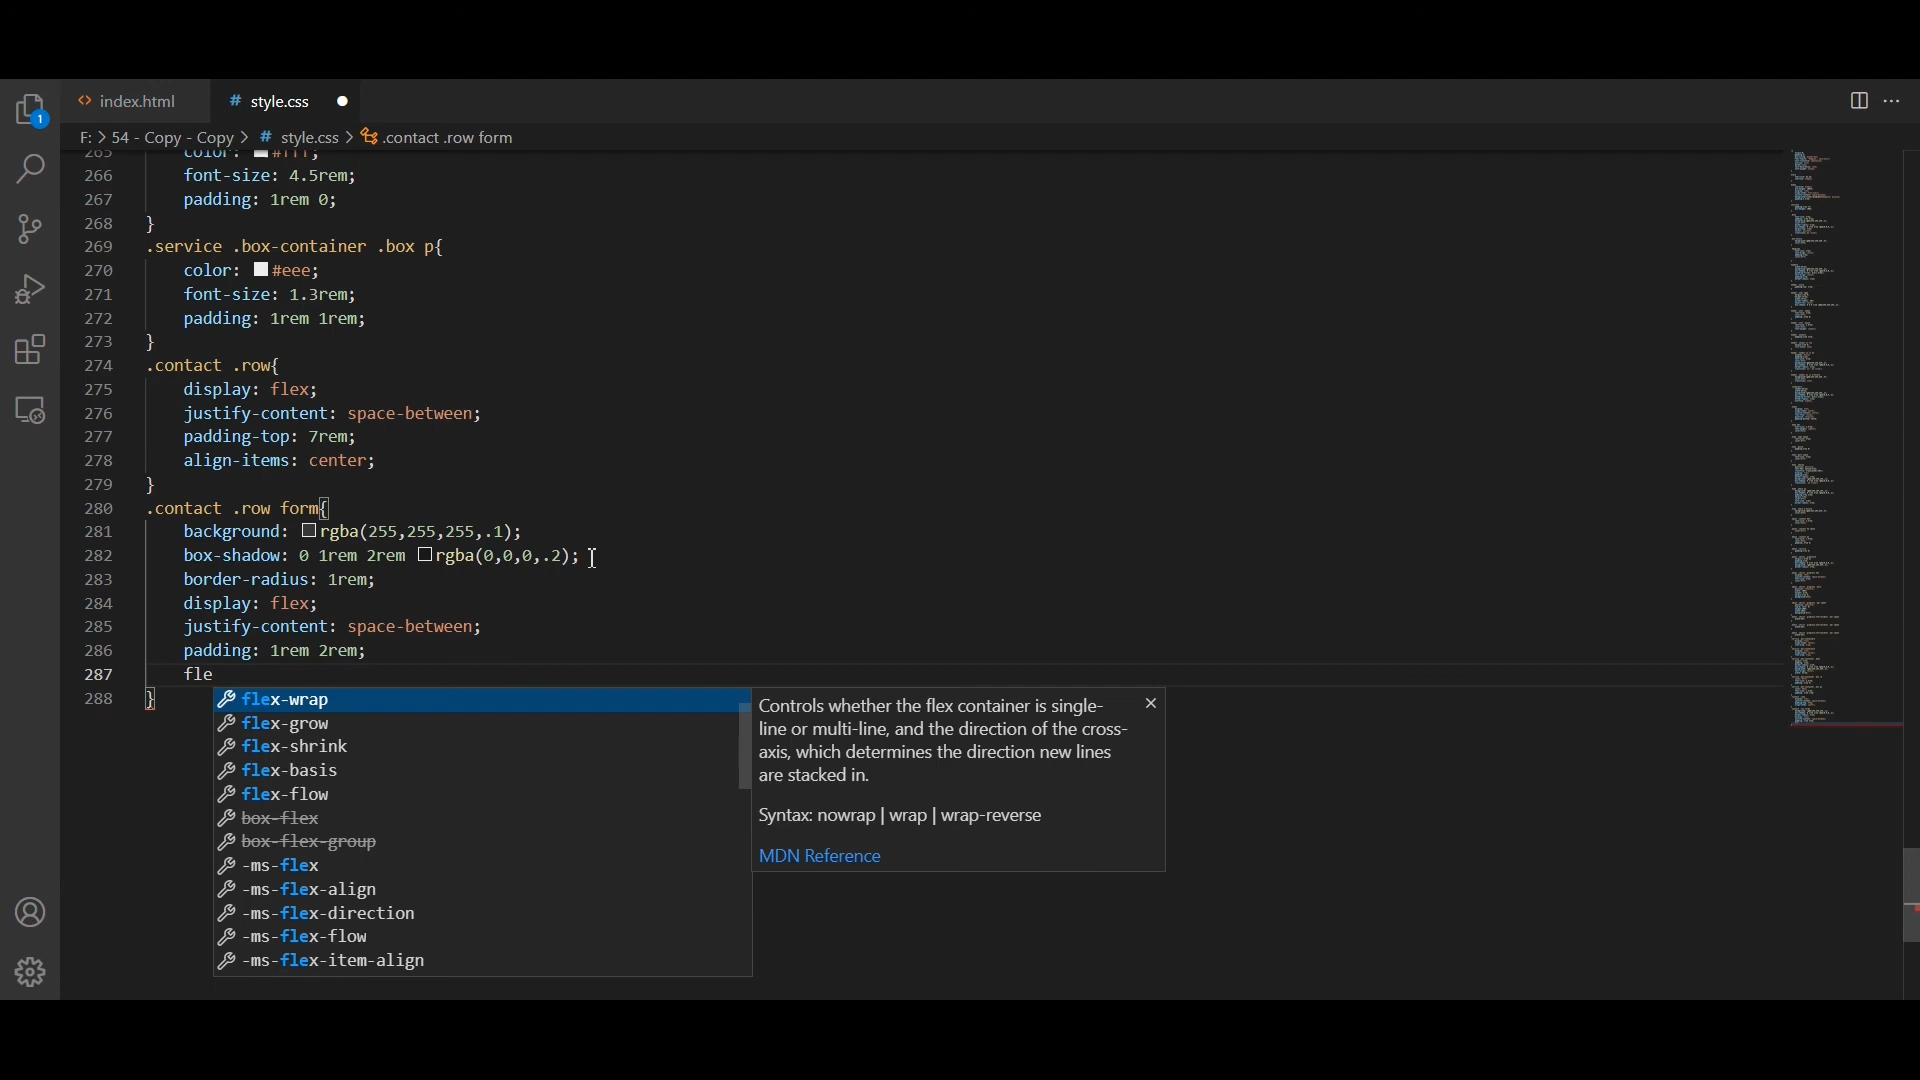 index.html
# style.css
F: > 54 - Copy - Copy > # style.css > .contact .row form
1
265 color: #fff;
266 font-size: 4.5rem;
267 padding: 1rem 0;
268 }
269 .service .box-container .box p{
270 color: #eee;
271 font-size: 1.3rem;
272 padding: 1rem 1rem;
273 }
274 .contact .row{
275 display: flex;
276 justify-content: space-between;
277 padding-top: 7rem;
278 align-items: center;
279 }
280 .contact .row form{
281 background: rgba(255,255,255,.1);
282 box-shadow: 0 1rem 2rem rgba(0,0,0,.2);
283 border-radius: 1rem;
284 display: flex;
285 justify-content: space-between;
286 padding: 1rem 2rem;
287 fle
288 }
flex-wrap
flex-grow
flex-shrink
flex-basis
flex-flow
box-flex
box-flex-group
-ms-flex
-ms-flex-align
-ms-flex-direction
-ms-flex-flow
-ms-flex-item-align
Controls whether the flex container is single-
line or multi-line, and the direction of the cross-
axis, which determines the direction new lines
are stacked in.
Syntax: nowrap | wrap | wrap-reverse
MDN Reference